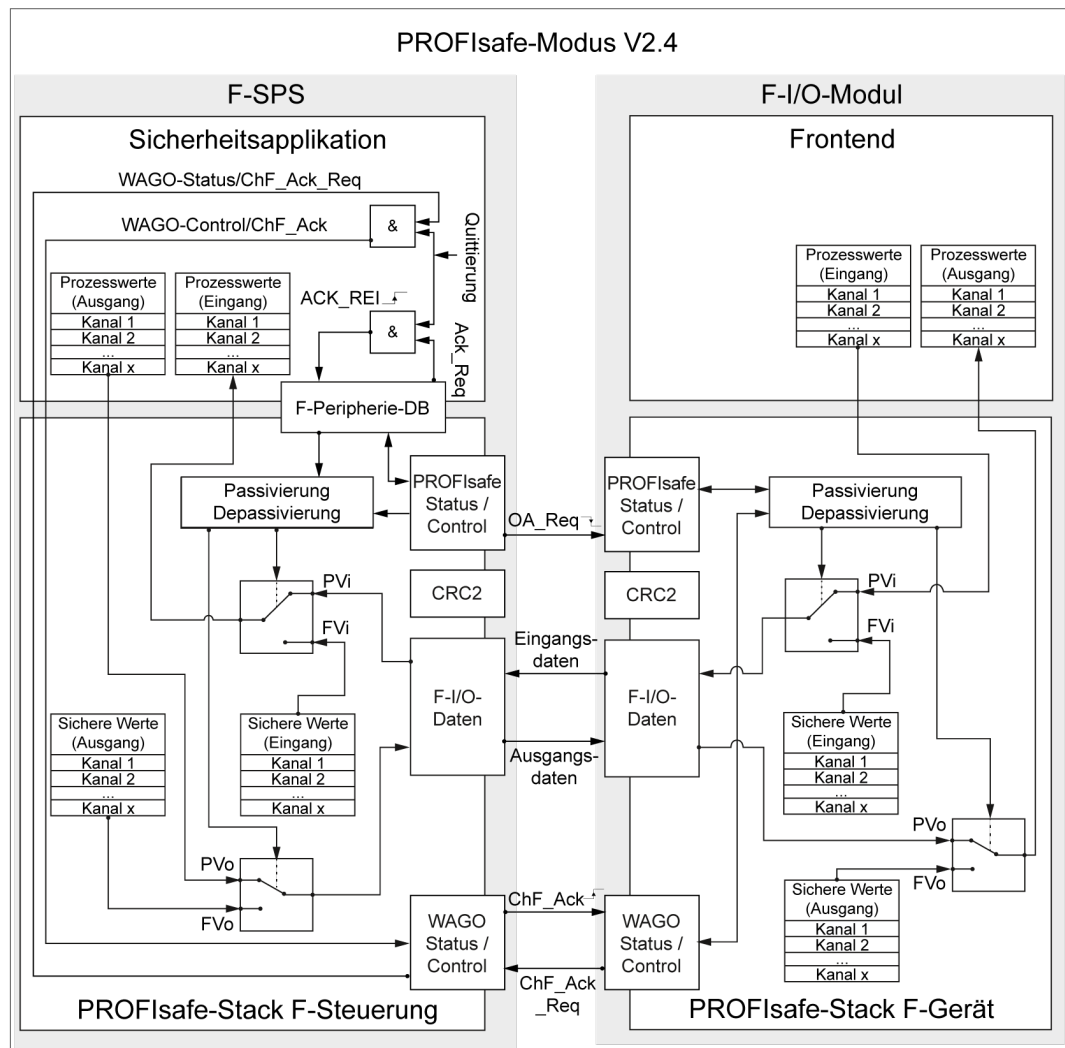 PROFIsafe-Modus V2.4
F-SPS
Sicherheitsapplikation
WAGO-Status/ChF_Ack_Req
WAGO-Control/ChF_Ack
&
Quittierung
Prozesswerte
(Ausgang)
Kanal 1
Kanal 2
...
Kanal x
Prozesswerte
(Eingang)
Kanal 1
Kanal 2
...
Kanal x
ACK_REI
&
Ack_Req
F-Peripherie-DB
Passivierung
Depassivierung
PROFIsafe
Status /
Control
OA_Req
CRC2
PVi
FVi
F-I/O-
Daten
Eingangs-
daten
Ausgangs-
daten
Sichere Werte
(Ausgang)
Kanal 1
Kanal 2
...
Kanal x
Sichere Werte
(Eingang)
Kanal 1
Kanal 2
...
Kanal x
PVo
FVo
WAGO
Status /
Control
ChF_Ack
ChF_Ack
_Req
PROFIsafe-Stack F-Steuerung
F-I/O-Modul
Frontend
Prozesswerte
(Eingang)
Kanal 1
Kanal 2
...
Kanal x
Prozesswerte
(Ausgang)
Kanal 1
Kanal 2
...
Kanal x
PROFIsafe
Status /
Control
Passivierung
Depassivierung
CRC2
PVi
FVi
F-I/O-
Daten
Sichere Werte
(Eingang)
Kanal 1
Kanal 2
...
Kanal x
PVo
FVo
Sichere Werte
(Ausgang)
Kanal 1
Kanal 2
...
Kanal x
WAGO
Status /
Control
PROFIsafe-Stack F-Gerät